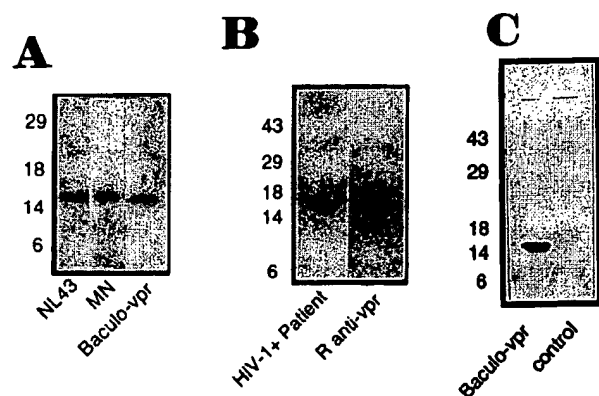 A
29
18
14
6
NL43
MN
Baculo-vpr
B
43
29
18
14
6
HIV-1+ Patient
R anti-vpr
C
43
29
18
14
6
Baculo-vpr
control